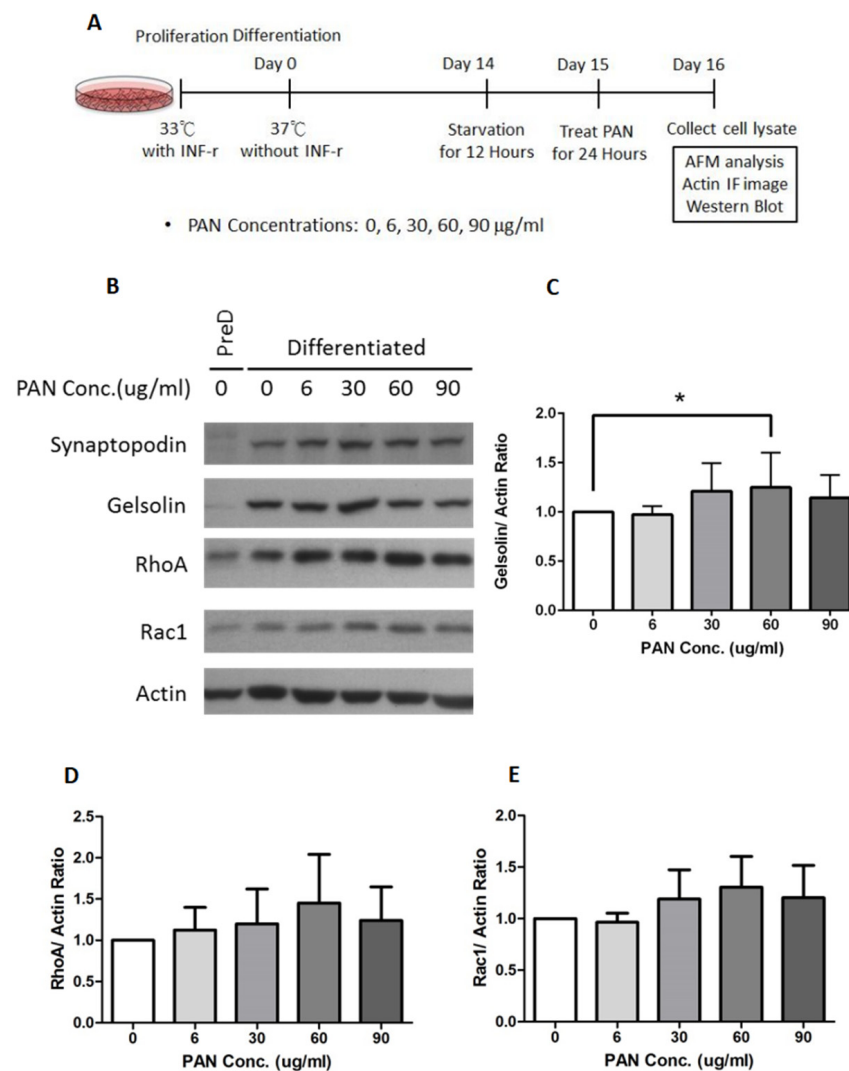 A
Proliferation Differentiation
Day 0
Day 14
Day 15
Day 16
33℃
with INF-r
37℃
without INF-r
Starvation
for 12 Hours
Treat PAN
for 24 Hours
Collect cell lysate
AFM analysis
Actin IF image
Western Blot
• PAN Concentrations: 0, 6, 30, 60, 90 µg/ml
B
PreD
Differentiated
PAN Conc.(ug/ml) 0 0 6 30 60 90
Synaptopodin
Gelsolin
RhoA
Rac1
Actin
C
*
2.0
1.5
1.0
0.5
0.0
Gelsolin/ Actin Ratio
0 6 30 60 90
PAN Conc. (ug/ml)
D
2.5
2.0
1.5
1.0
0.5
0.0
RhoA/ Actin Ratio
0 6 30 60 90
PAN Conc. (ug/ml)
E
2.0
1.5
1.0
0.5
0.0
Rac1/ Actin Ratio
0 6 30 60 90
PAN Conc. (ug/ml)